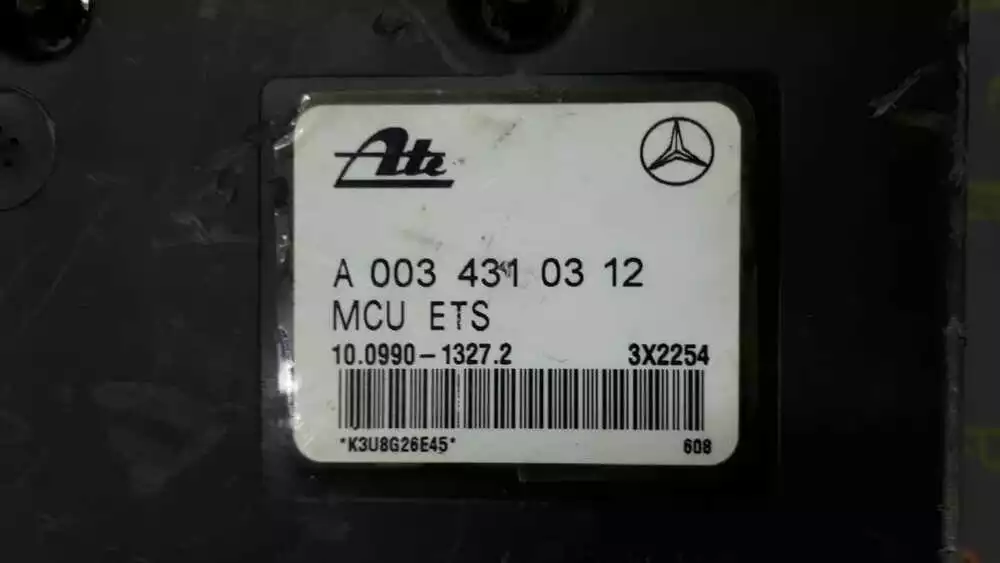 Ate
A 003 431 03 12
MCU ETS
10.0990-1327.2 3X2254
*K3U8G26E45* 608